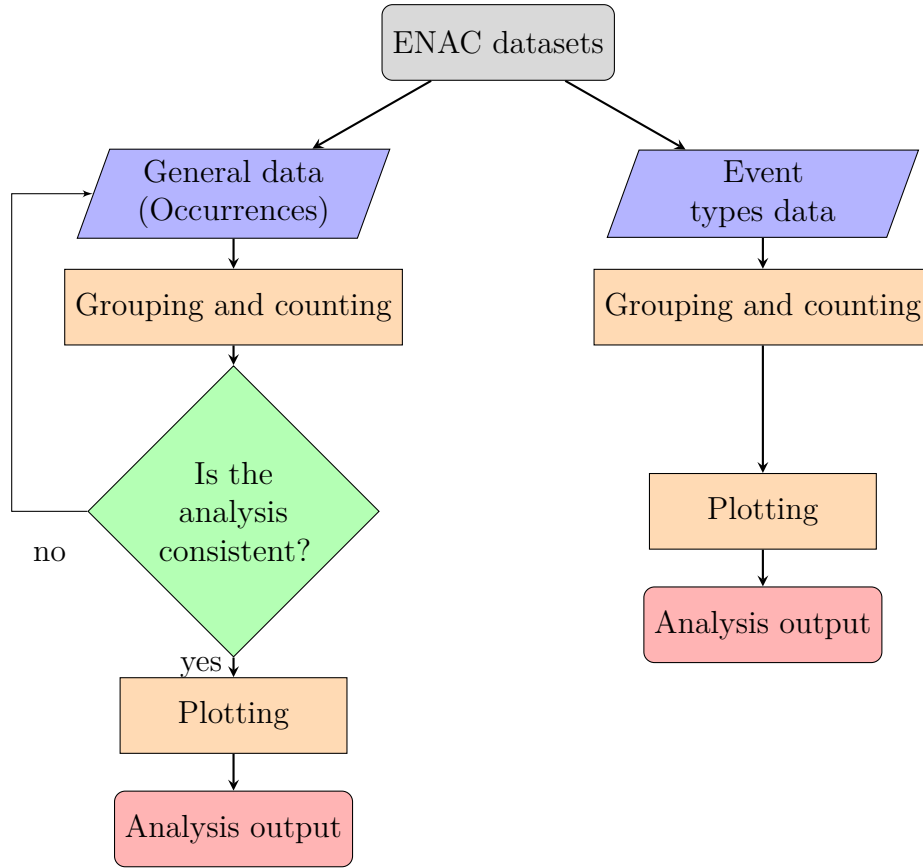 ENAC datasets
General data
(Occurrences)
Event
types data
Grouping and counting
Grouping and counting
Is the
analysis
consistent?
no
yes
Plotting
Analysis output
Plotting
Analysis output